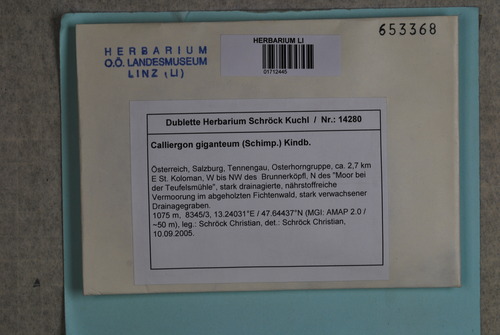 653368
HERBARIUM
O.Ö. LANDESMUSEUM
LINZ (LI)
HERBARIUM LI
01712445
Dublette Herbarium Schröck Kuchl / Nr.: 14280
Calliergon giganteum (Schimp.) Kindb.
Österreich, Salzburg, Tennengau, Osterhorngruppe, ca. 2,7 km
E St. Koloman, W bis NW des Brunnerköpfl, N des "Moor bei
der Teufelsmühle", stark drainagierte, nährstoffreiche
Vermoorung im abgeholzten Fichtenwald, stark verwachsener
Drainagegraben.
1075 m, 8345/3, 13.24031°E / 47.64437°N (MGI: AMAP 2.0 /
~50 m), leg.: Schröck Christian, det.: Schröck Christian,
10.09.2005.